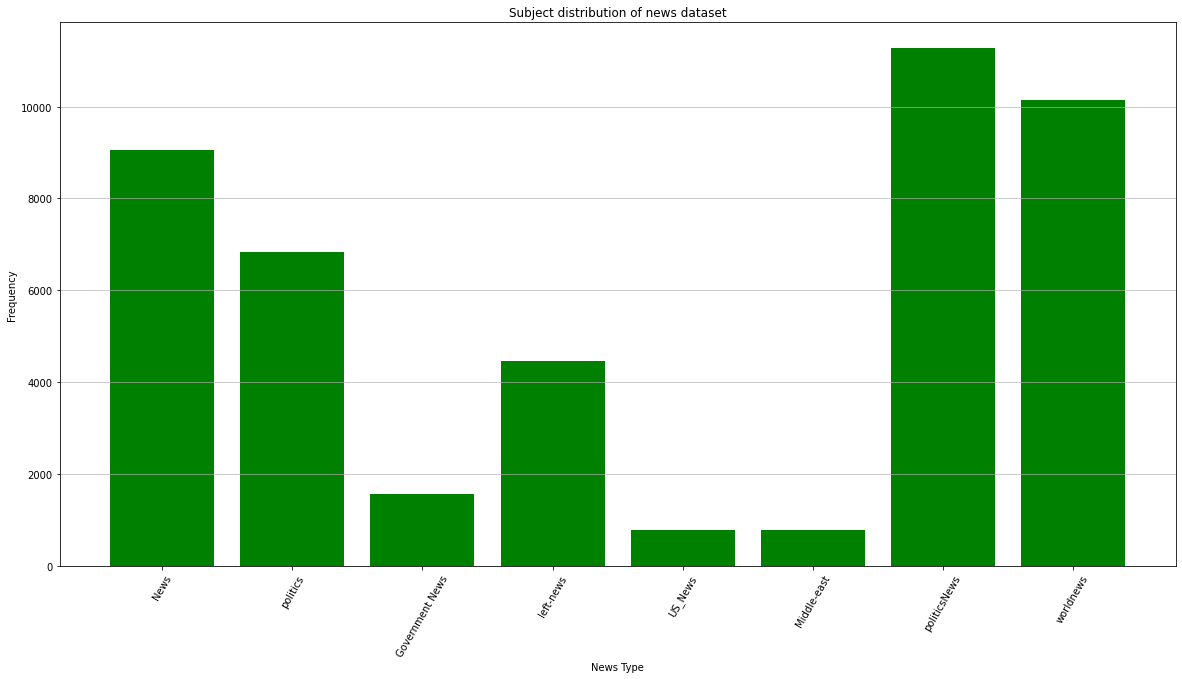 Subject distribution of news dataset
10000
8000
6000
4000
2000
0
Frequency
News
politics
Government News
left-news
US_News
Middle-east
politicsNews
worldnews
News Type